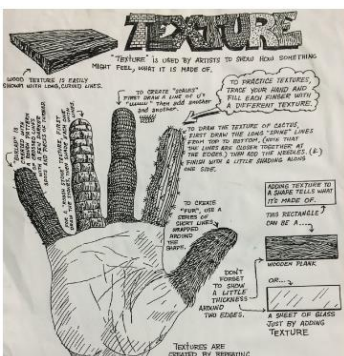 TEXTURE
"TEXTURE" IS USED BY ARTISTS TO SHOW HOW SOMETHING
MIGHT FEEL, WHAT IT IS MADE OF.
WOOD TEXTURE IS EASILY
SHOWN WITH LONG, CURVED LINES.
TO CREATE "SCALES"
FIRST DRAW A LINE OF U's
"UUUUU" THEN ADD ANOTHER
AND ANOTHER.
TO PRACTICE TEXTURES,
TRACE YOUR HAND AND
FILL EACH FINGER WITH
A DIFFERENT TEXTURE.
TO DRAW THE TEXTURE OF CACTUS,
FIRST DRAW THE LONG "SPINE" LINES
FROM TOP TO BOTTOM, (NOTE THAT
THE LINES ARE CLOSER TOGETHER AT
THE EDGES) THEN ADD THE NEEDLES.
FINISH WITH A LITTLE SHADING ALONG
ONE SIDE.
TO CREATE
"FUR", USE A
SERIES OF
SHORT LINES
WRAPPED
AROUND
THE
SHAPE.
ADDING TEXTURE TO
A SHAPE TELLS WHAT
IT'S MADE OF.
THIS RECTANGLE
CAN BE A....
WOODEN PLANK
OR...
A SHEET OF GLASS
JUST BY ADDING
TEXTURE
DON'T
FORGET
TO SHOW
A LITTLE
THICKNESS
AROUND
TWO EDGES.
TEXTURES ARE
CREATED BY REPEATING